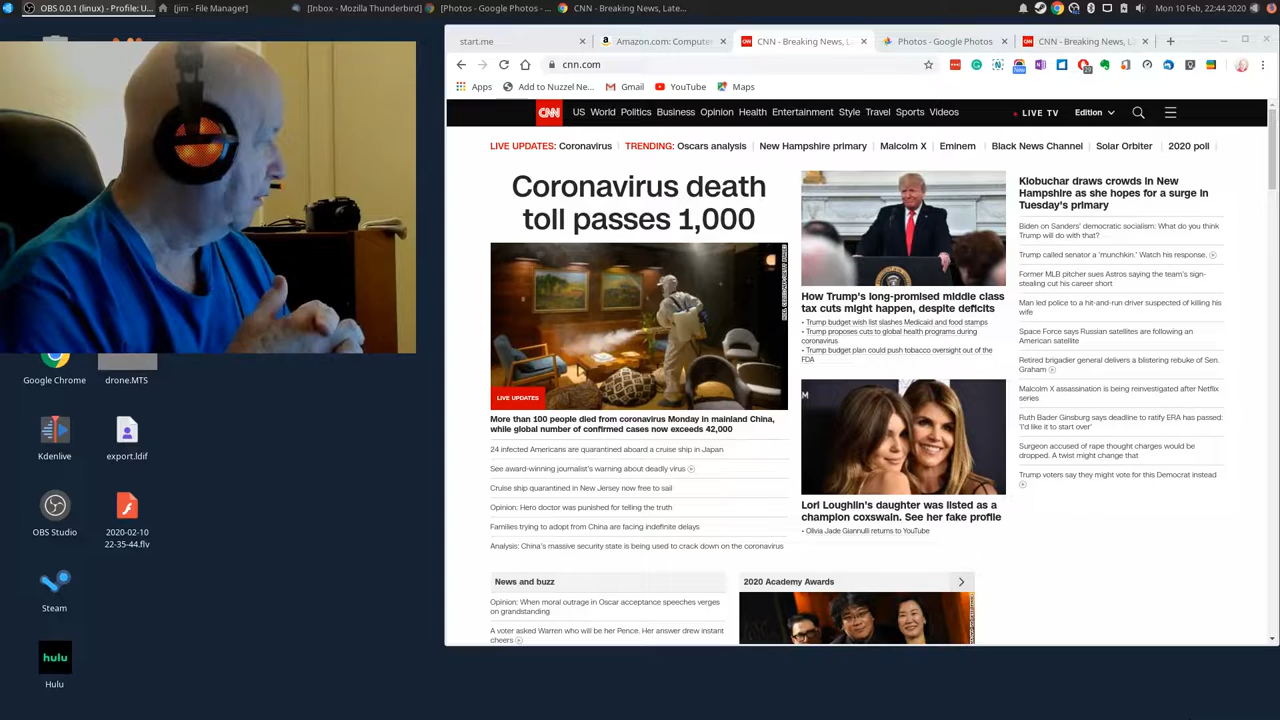 OBS 0.0.1 (linux) - Profile: U...
[jim - File Manager]
[Inbox - Mozilla Thunderbird]
[Photos - Google Photos - ...
CNN - Breaking News, Late...
Mon 10 Feb, 22:44 2020
start.me
Amazon.com: Computer
CNN - Breaking News, La
Photos - Google Photos
CNN - Breaking News, La
cnn.com
New
29
Apps
Add to Nuzzel Ne...
Gmail
YouTube
Maps
CNN
US World Politics Business Opinion Health Entertainment Style Travel Sports Videos
LIVE TV
Edition
LIVE UPDATES: Coronavirus
TRENDING: Oscars analysis
New Hampshire primary
Malcolm X
Eminem
Black News Channel
Solar Orbiter
2020 poll
Coronavirus death
toll passes 1,000
LIVE UPDATES
More than 100 people died from coronavirus Monday in mainland China,
while global number of confirmed cases now exceeds 42,000
24 infected Americans are quarantined aboard a cruise ship in Japan
See award-winning journalist's warning about deadly virus
Cruise ship quarantined in New Jersey now free to sail
Opinion: Hero doctor was punished for telling the truth
Families trying to adopt from China are facing indefinite delays
Analysis: China's massive security state is being used to crack down on the coronavirus
How Trump's long-promised middle class
tax cuts might happen, despite deficits
• Trump budget wish list slashes Medicaid and food stamps
• Trump proposes cuts to global health programs during
coronavirus
• Trump budget plan could push tobacco oversight out of the
FDA
Lori Loughlin's daughter was listed as a
champion coxswain. See her fake profile
• Olivia Jade Giannulli returns to YouTube
Klobuchar draws crowds in New
Hampshire as she hopes for a surge in
Tuesday's primary
Biden on Sanders' democratic socialism: What do you think
Trump will do with that?
Trump called senator a 'munchkin.' Watch his response.
Former MLB pitcher sues Astros saying the team's sign-
stealing cut his career short
Man led police to a hit-and-run driver suspected of killing his
wife
Space Force says Russian satellites are following an
American satellite
Retired brigadier general delivers a blistering rebuke of Sen.
Graham
Malcolm X assassination is being reinvestigated after Netflix
series
Ruth Bader Ginsburg says deadline to ratify ERA has passed:
'I'd like it to start over'
Surgeon accused of rape thought charges would be
dropped. A twist might change that
Trump voters say they might vote for this Democrat instead
News and buzz
Opinion: When moral outrage in Oscar acceptance speeches verges
on grandstanding
A voter asked Warren who will be her Pence. Her answer drew instant
cheers
2020 Academy Awards
Google Chrome
drone.MTS
Kdenlive
export.ldif
OBS Studio
2020-02-10
22-35-44.flv
Steam
hulu
Hulu